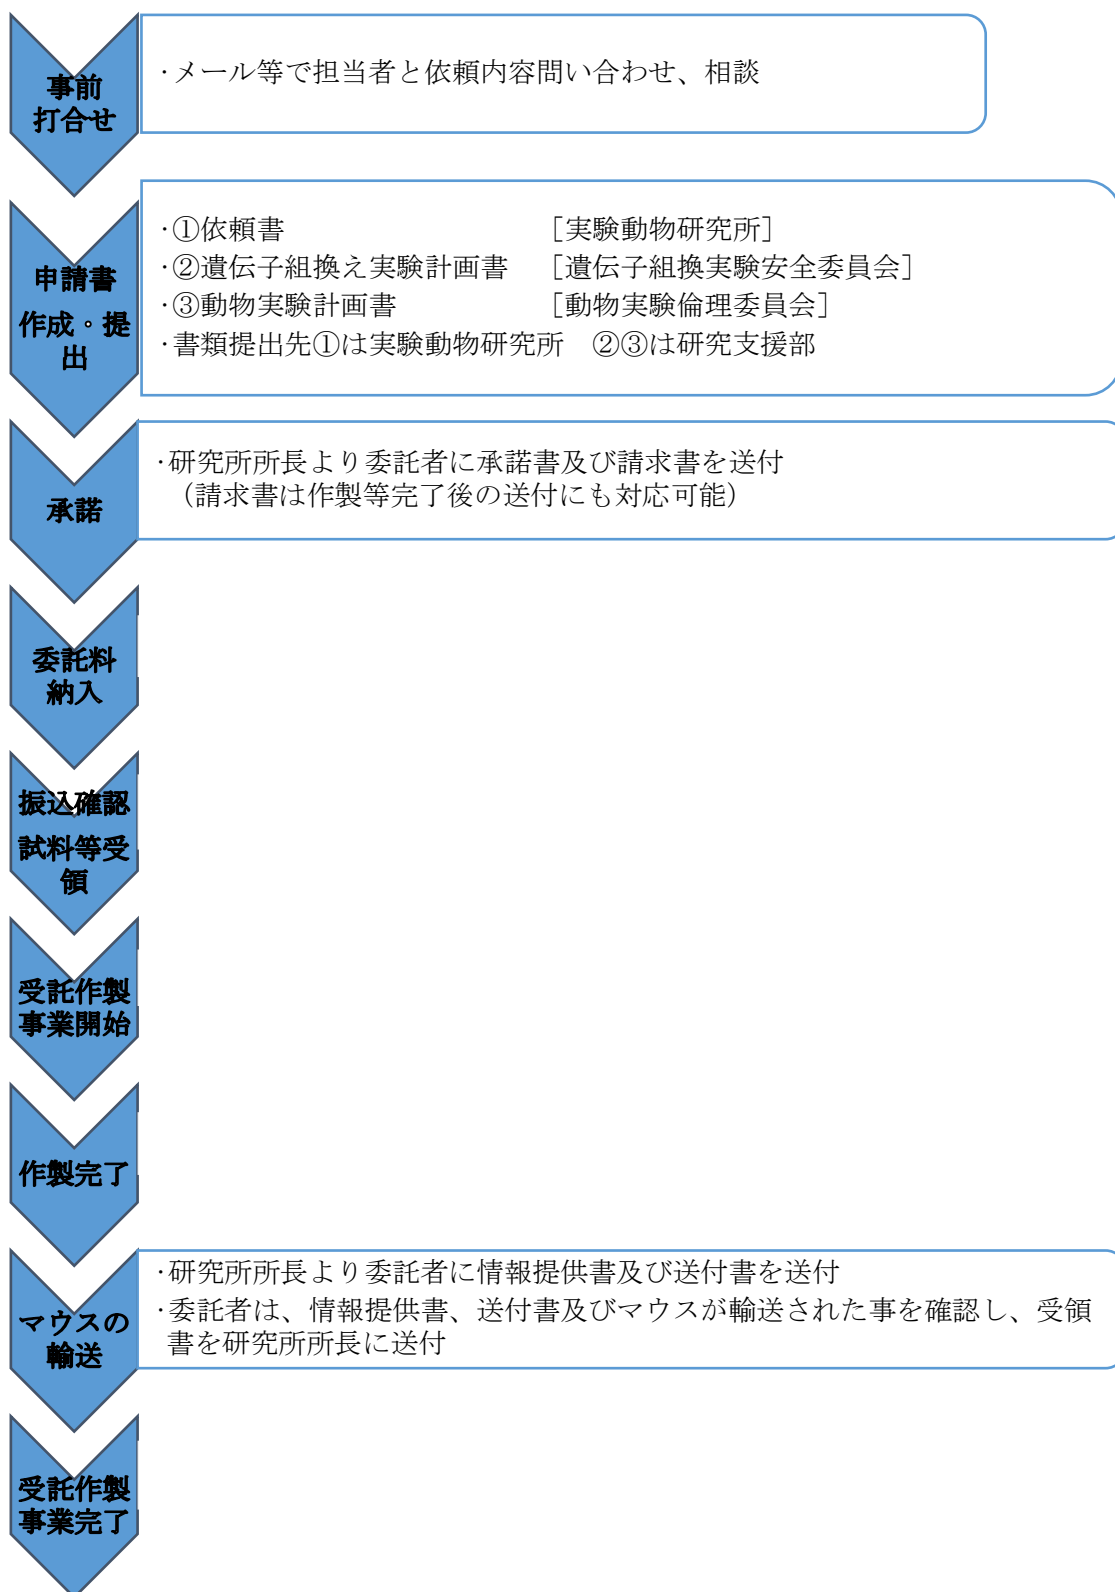 事前
打合せ
·メール等で担当者と依頼内容問い合わせ、相談
申請書
作成。提
出
·①依頼書 [実験動物研究所]
·②遺伝子組換え実験計画書 [遺伝子組換実験安全委員会]
·③動物実験計画書 [動物実験倫理委員会]
·書類提出先①は実験動物研究所 ②③は研究支援部
承諾
·研究所所長より委託者に承諾書及び請求書を送付
(請求書は作製等完了後の送付にも対応可能)
委託料
納入
振込確認
試料等受
領
受託作製
事業開始
作製完了
マウスの
輸送
·研究所所長より委託者に情報提供書及び送付書を送付
·委託者は、情報提供書、送付書及びマウスが輸送された事を確認し、受領
書を研究所所長に送付
受託作製
事業完了